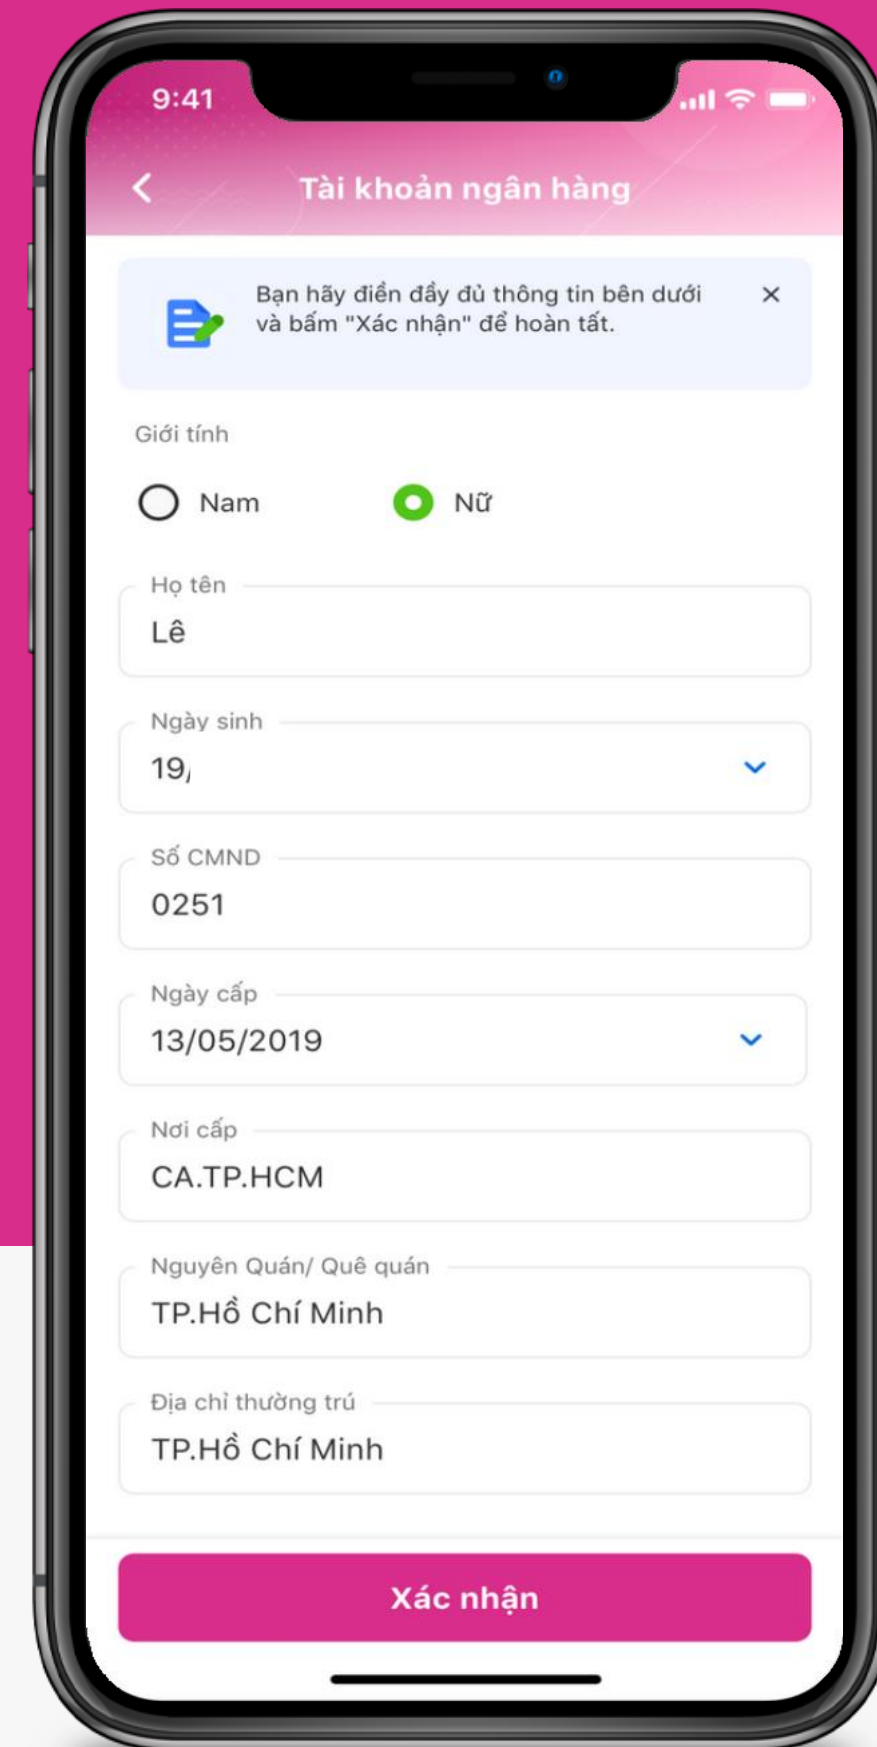 9:41
Tài khoản ngân hàng
Bạn hãy điền đầy đủ thông tin bên dưới
và bấm "Xác nhận" để hoàn tất.
Giới tính
Nam
Nữ
Họ tên
Lê
Ngày sinh
19/
Số CMND
0251
Ngày cấp
13/05/2019
Nơi cấp
CA.TP.HCM
Nguyên Quán/ Quê quán
TP.Hồ Chí Minh
Địa chỉ thường trú
TP.Hồ Chí Minh
Xác nhận